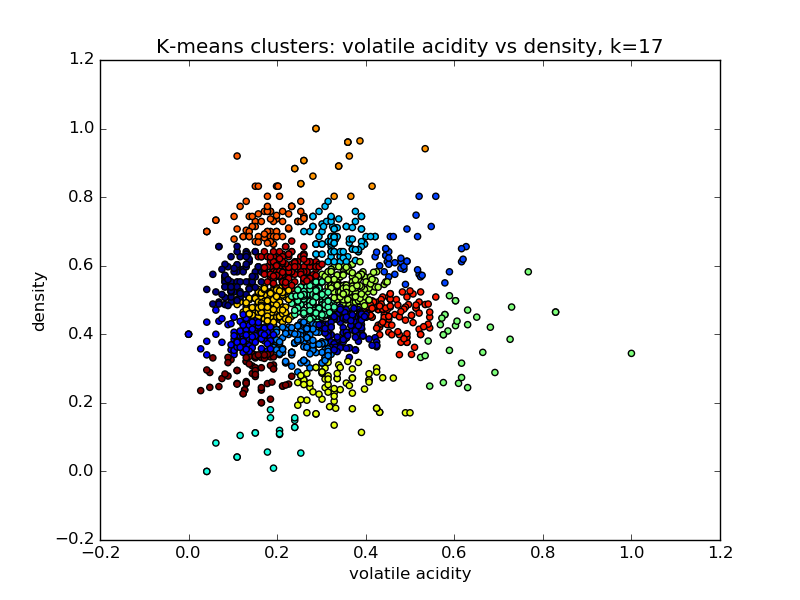 K-means clusters: volatile acidity vs density, k=17
1.2
1.0
0.8
0.6
0.4
0.2
0.0
−0.2
density
−0.2 0.0 0.2 0.4 0.6 0.8 1.0 1.2
volatile acidity